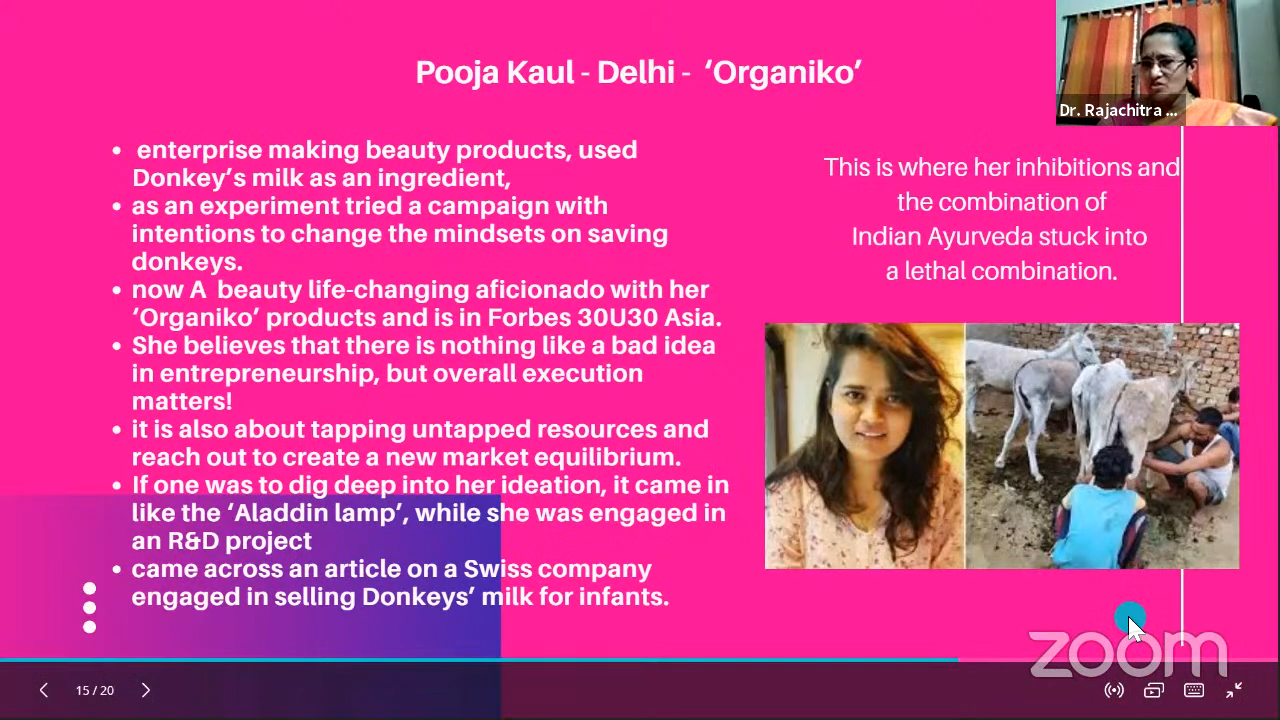 Pooja Kaul - Delhi - ‘Organiko’
Dr. Rajachitra ...
enterprise making beauty products, used
Donkey’s milk as an ingredient,
as an experiment tried a campaign with
intentions to change the mindsets on saving
donkeys.
now A beauty life-changing aficionado with her
‘Organiko’ products and is in Forbes 30U30 Asia.
She believes that there is nothing like a bad idea
in entrepreneurship, but overall execution
matters!
it is also about tapping untapped resources and
reach out to create a new market equilibrium.
If one was to dig deep into her ideation, it came in
like the ‘Aladdin lamp’, while she was engaged in
an R&D project
came across an article on a Swiss company
engaged in selling Donkeys’ milk for infants.
This is where her inhibitions and
the combination of
Indian Ayurveda stuck into
a lethal combination.
zoom
15 / 20